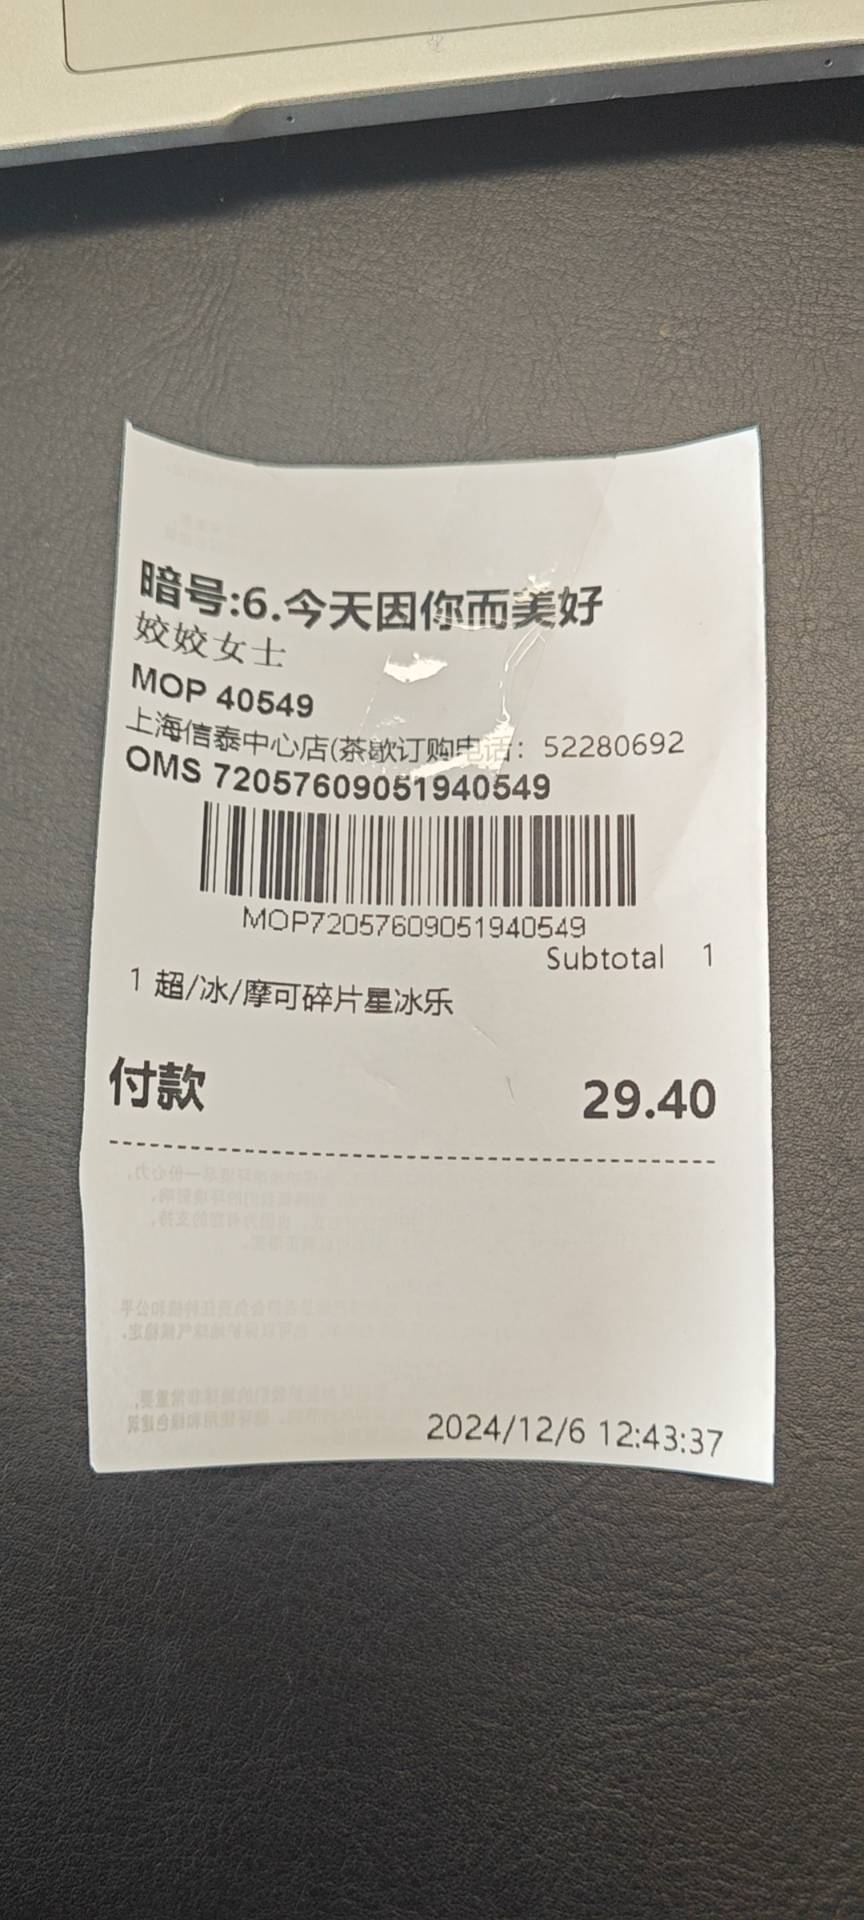 暗号:6.今天因你而美好
姣姣女士
MOP 40549
上海信泰中心店(茶歇订购电话：52280692
OMS 72057609051940549
MOP72057609051940549
Subtotal 1
1 超/冰/摩可碎片星冰乐
付款 29.40
2024/12/6 12:43:37